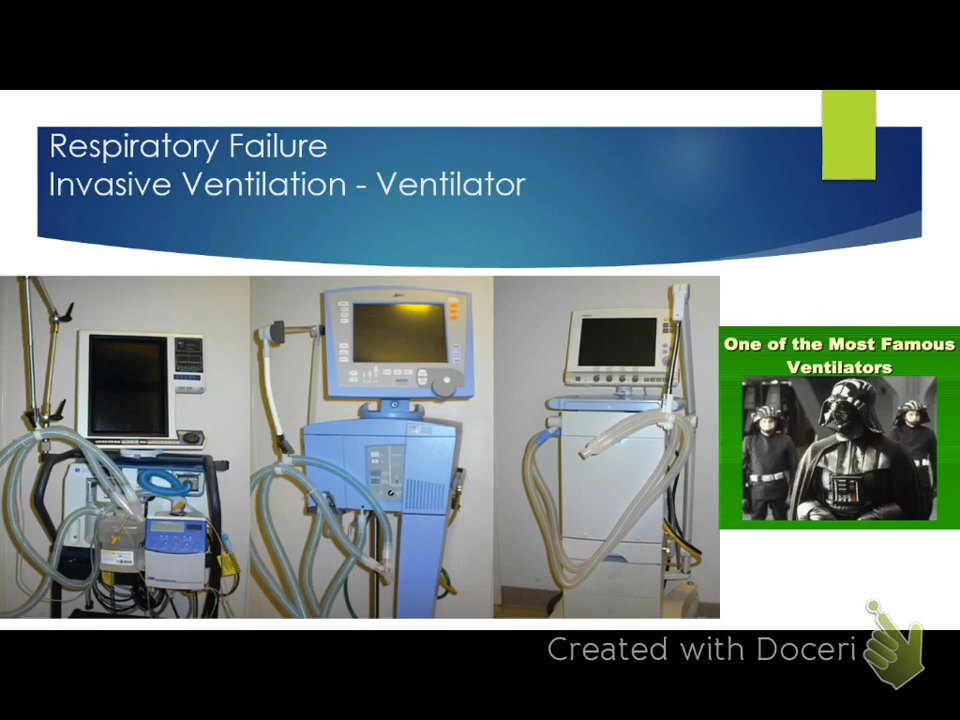 Respiratory Failure
Invasive Ventilation - Ventilator
One of the Most Famous
Ventilators
Created with Doceri